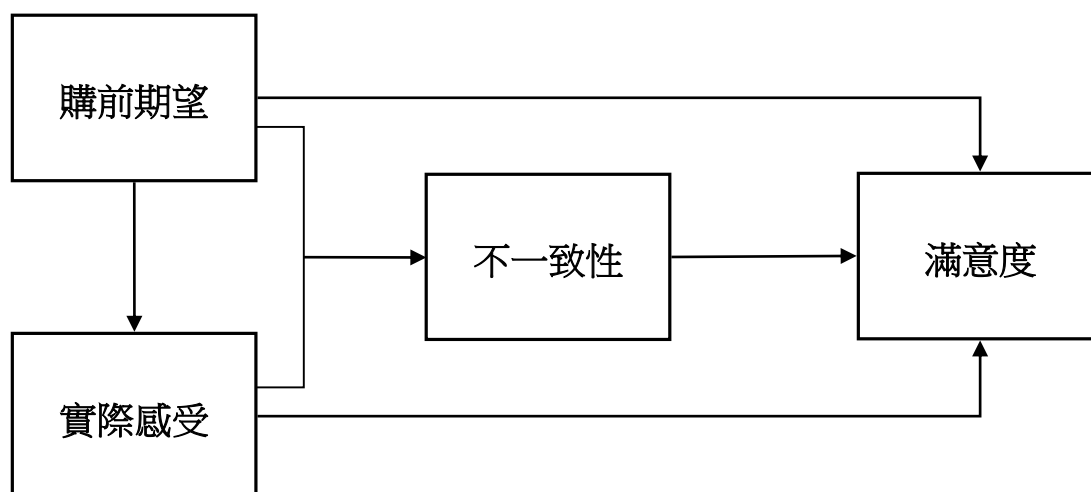 購前期望
不一致性
滿意度
實際感受